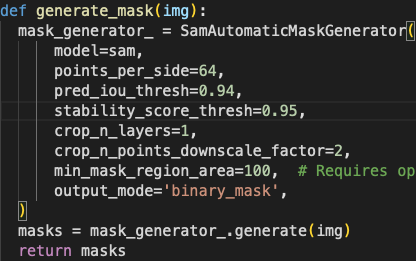 def generate_mask(img):
mask_generator_ = SamAutomaticMaskGenerator(
model=sam,
points_per_side=64,
pred_iou_thresh=0.94,
stability_score_thresh=0.95,
crop_n_layers=1,
crop_n_points_downscale_factor=2,
min_mask_region_area=100,  # Requires op
output_mode='binary_mask',
)
masks = mask_generator_.generate(img)
return masks